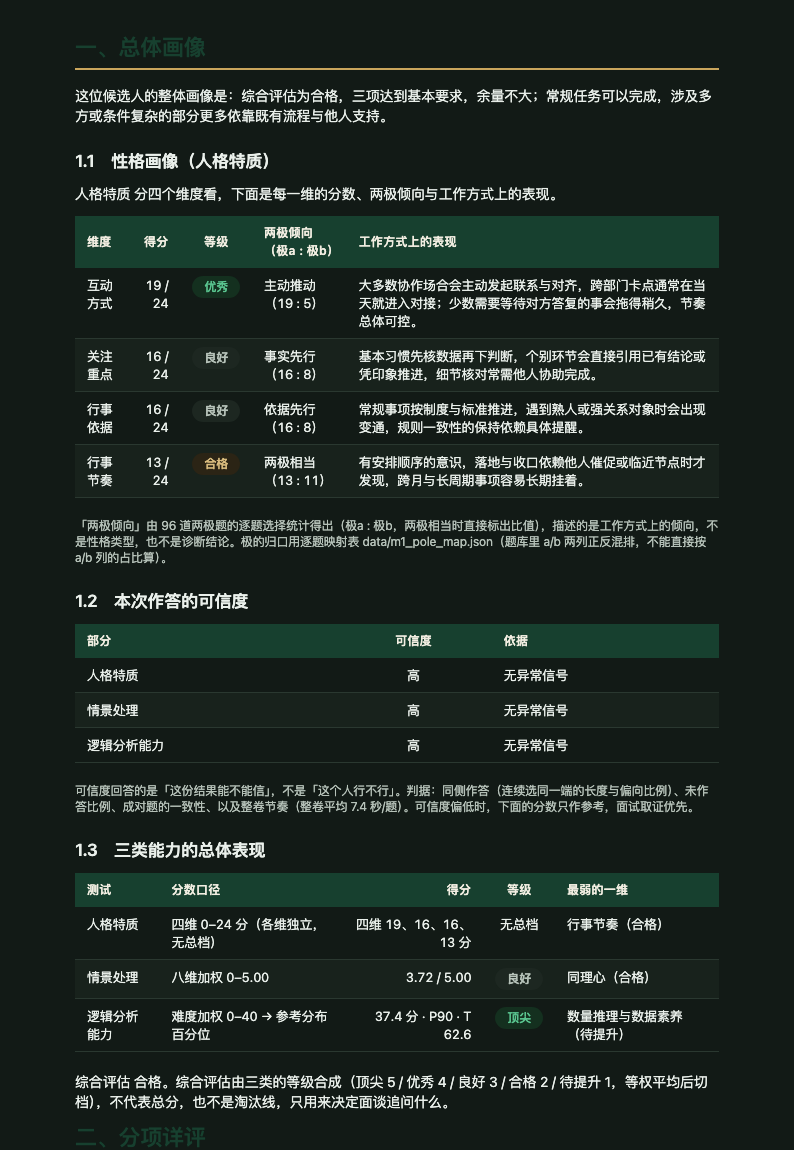 一、总体画像
这位候选人的整体画像是：综合评估为合格，三项达到基本要求，余量不大；常规任务可以完成，涉及多
方或条件复杂的部分更多依靠既有流程与他人支持。
1.1 性格画像（人格特质）
人格特质 分四个维度看，下面是每一维的分数、两极倾向与工作方式上的表现。
维度 得分 等级 两极倾向（极a : 极b） 工作方式上的表现
互动方式 19 / 24 优秀 主动推动（19 : 5） 大多数协作场合会主动发起联系与对齐，跨部门卡点通常在当
天就进入对接；少数需要等待对方答复的事会拖得稍久，节奏
总体可控。
关注重点 16 / 24 良好 事实先行（16 : 8） 基本习惯先核数据再下判断，个别环节会直接引用已有结论或
凭印象推进，细节核对常需他人协助完成。
行事依据 16 / 24 良好 依据先行（16 : 8） 常规事项按制度与标准推进，遇到熟人或强关系对象时会出现
变通，规则一致性的保持依赖具体提醒。
行事节奏 13 / 24 合格 两极相当（13 : 11） 有安排顺序的意识，落地与收口依赖他人催促或临近节点时才
发现，跨月与长周期事项容易长期挂着。
「两极倾向」由 96 道两极题的逐题选择统计得出（极a : 极b，两极相当时直接标出比值），描述的是工作方式上的倾向，不
是性格类型，也不是诊断结论。极的归口用逐题映射表 data/m1_pole_map.json（题库里 a/b 两列正反混排，不能直接按
a/b 列的占比算）。
1.2 本次作答的可信度
部分 可信度 依据
人格特质 高 无异常信号
情景处理 高 无异常信号
逻辑分析能力 高 无异常信号
可信度回答的是「这份结果能不能信」，不是「这个人行不行」。判据：同侧作答（连续选同一端的长度与偏向比例）、未作
答比例、成对题的一致性、以及整卷节奏（整卷平均 7.4 秒/题）。可信度偏低时，下面的分数只作参考，面试取证优先。
1.3 三类能力的总体表现
测试 分数口径 得分 等级 最弱的一维
人格特质 四维 0–24 分（各维独立，无总档） 四维 19、16、16、13 分 无总档 行事节奏（合格）
情景处理 八维加权 0–5.00 3.72 / 5.00 良好 同理心（合格）
逻辑分析能力 难度加权 0–40 → 参考分布百分位 37.4 分 · P90 · T 62.6 顶尖 数量推理与数据素养（待提升）
综合评估 合格。综合评估由三类的等级合成（顶尖 5 / 优秀 4 / 良好 3 / 合格 2 / 待提升 1，等权平均后切
档），不代表总分，也不是淘汰线，只用来决定面谈追问什么。
二、分项详评